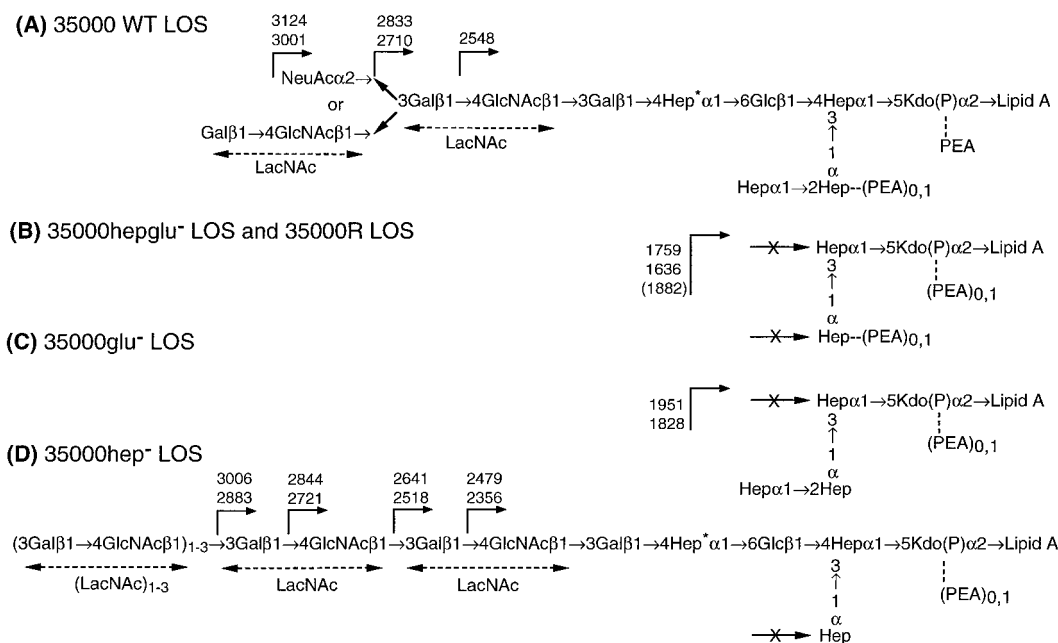 (A) 35000 WT LOS
3124 2833
3001 2710 2548
NeuAcα2→
or
3Galβ1→4GlcNAcβ1→3Galβ1→4Hep*α1→6Glcβ1→4Hepα1→5Kdo(P)α2→Lipid A
Galβ1→4GlcNAcβ1→
LacNAc LacNAc
3
↑
1
α
PEA
Hepα1→2Hep--(PEA)0,1
(B) 35000hepglu- LOS and 35000R LOS
1759
1636
(1882)
X Hepα1→5Kdo(P)α2→Lipid A
3
↑
1
α
(PEA)0,1
X Hep--(PEA)0,1
(C) 35000glu- LOS
1951
1828
X Hepα1→5Kdo(P)α2→Lipid A
3
↑
1
α
(PEA)0,1
Hepα1→2Hep
(D) 35000hep- LOS
3006 2844 2641 2479
2883 2721 2518 2356
(3Galβ1→4GlcNAcβ1)1-3→3Galβ1→4GlcNAcβ1→3Galβ1→4GlcNAcβ1→3Galβ1→4Hep*α1→6Glcβ1→4Hepα1→5Kdo(P)α2→Lipid A
(LacNAc)1-3 LacNAc LacNAc
3
↑
1
α
(PEA)0,1
X Hep